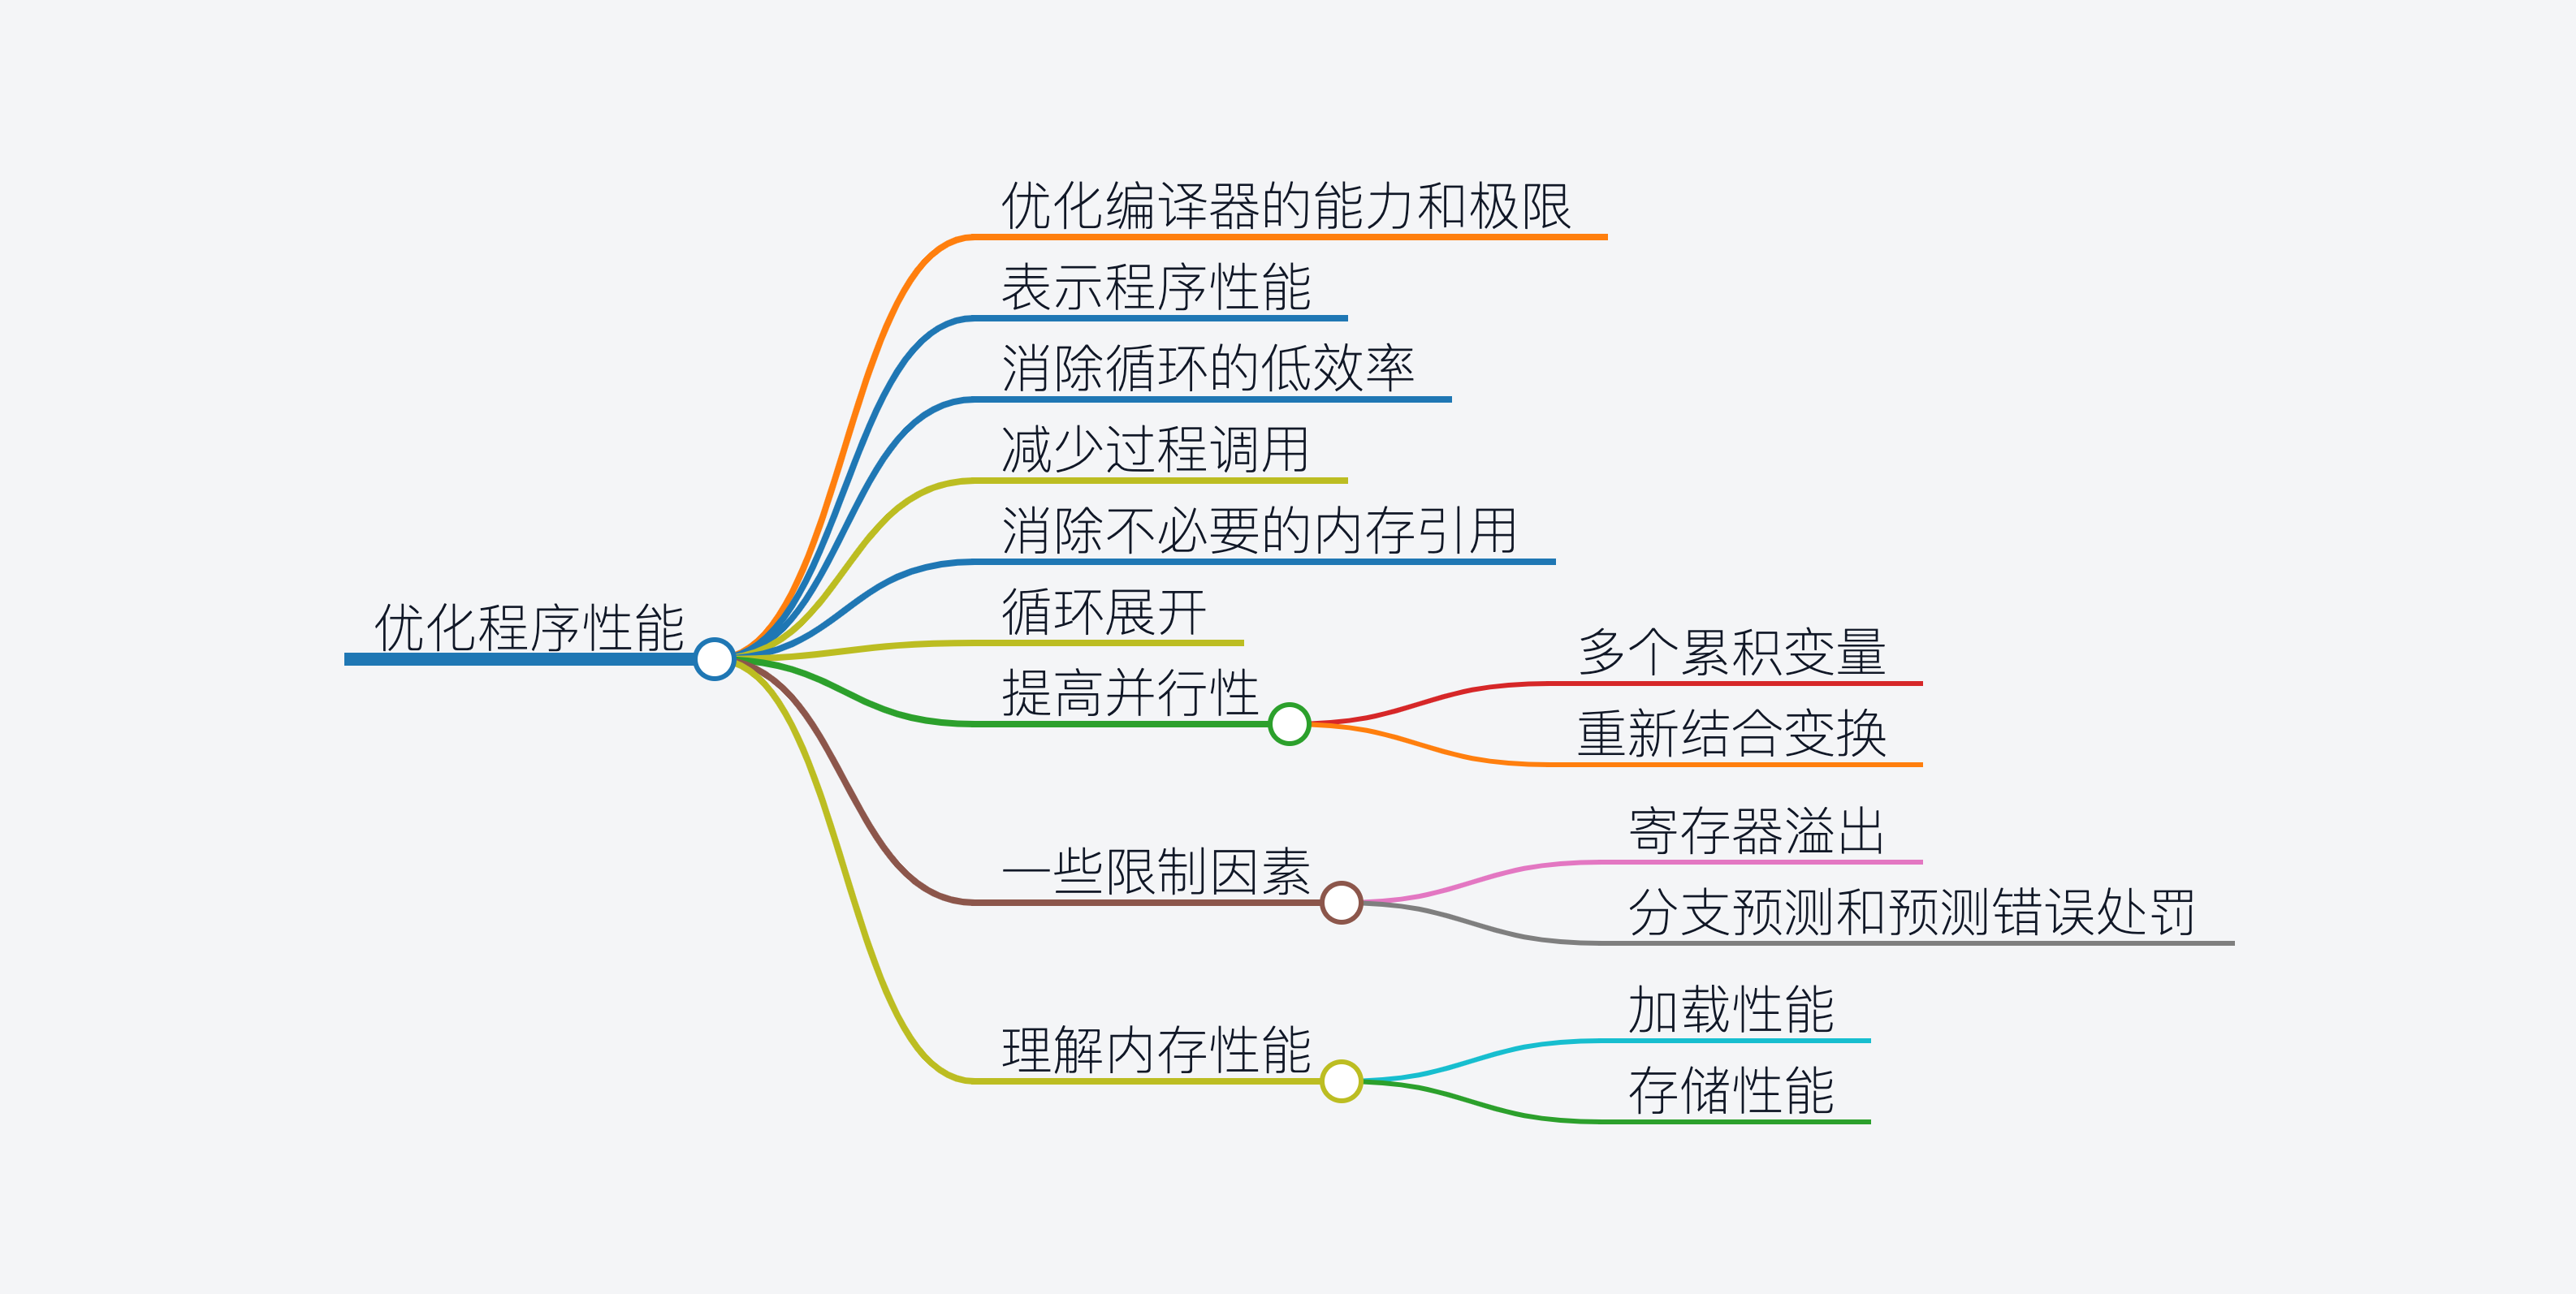 优化程序性能
优化编译器的能力和极限
表示程序性能
消除循环的低效率
减少过程调用
消除不必要的内存引用
循环展开
提高并行性
多个累积变量
重新结合变换
一些限制因素
寄存器溢出
分支预测和预测错误处罚
理解内存性能
加载性能
存储性能